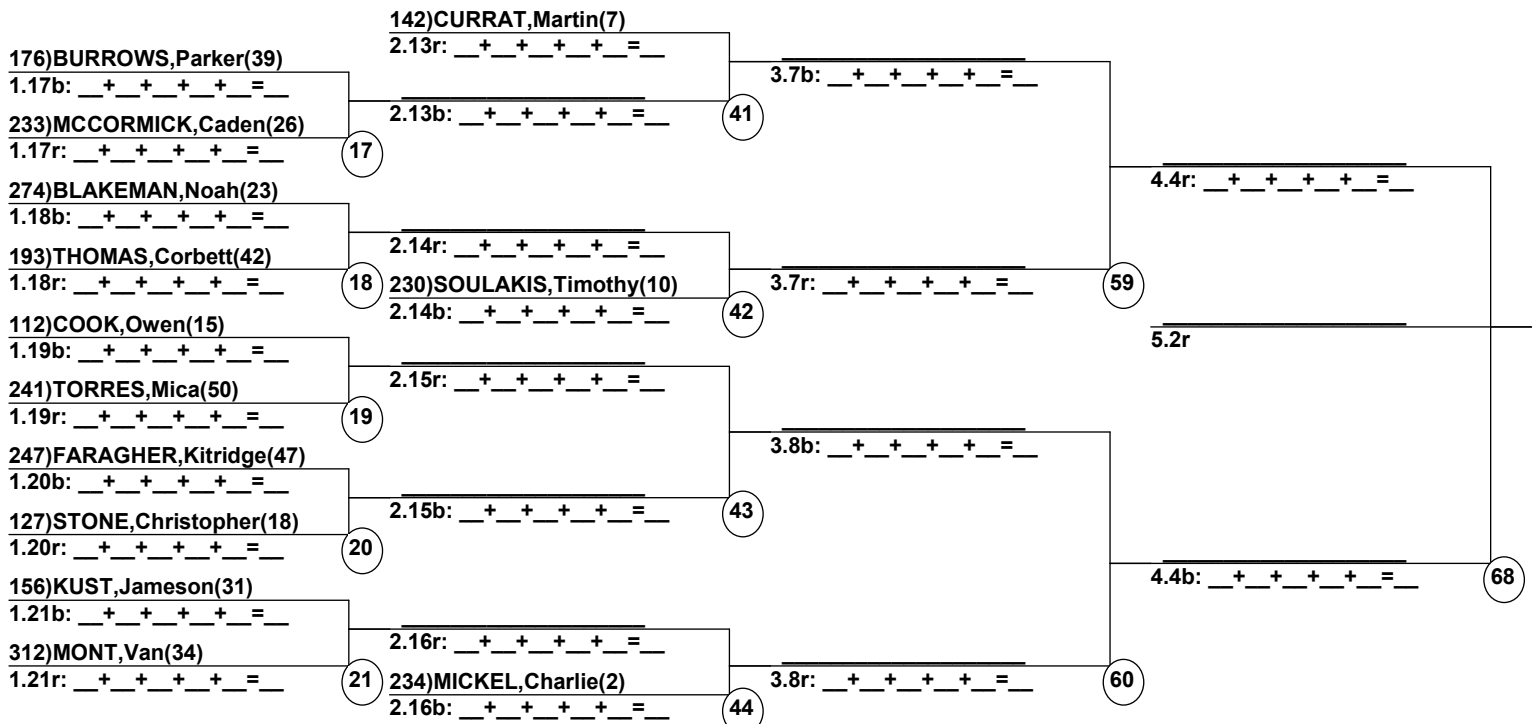 142)CURRAT,Martin(7)
2.13r: __+__+__+__+__=__
176)BURROWS,Parker(39)
1.17b: __+__+__+__+__=__
3.7b: __+__+__+__+__=__
2.13b: __+__+__+__+__=__
41
233)MCCORMICK,Caden(26)
1.17r: __+__+__+__+__=__
17
4.4r: __+__+__+__+__=__
274)BLAKEMAN,Noah(23)
1.18b: __+__+__+__+__=__
2.14r: __+__+__+__+__=__
193)THOMAS,Corbett(42)
1.18r: __+__+__+__+__=__
18
230)SOULAKIS,Timothy(10)
2.14b: __+__+__+__+__=__
42
3.7r: __+__+__+__+__=__
59
112)COOK,Owen(15)
1.19b: __+__+__+__+__=__
5.2r
2.15r: __+__+__+__+__=__
241)TORRES,Mica(50)
1.19r: __+__+__+__+__=__
19
3.8b: __+__+__+__+__=__
247)FARAGHER,Kitridge(47)
1.20b: __+__+__+__+__=__
2.15b: __+__+__+__+__=__
43
127)STONE,Christopher(18)
1.20r: __+__+__+__+__=__
20
4.4b: __+__+__+__+__=__
68
156)KUST,Jameson(31)
1.21b: __+__+__+__+__=__
2.16r: __+__+__+__+__=__
312)MONT,Van(34)
1.21r: __+__+__+__+__=__
21
234)MICKEL,Charlie(2)
2.16b: __+__+__+__+__=__
44
3.8r: __+__+__+__+__=__
60